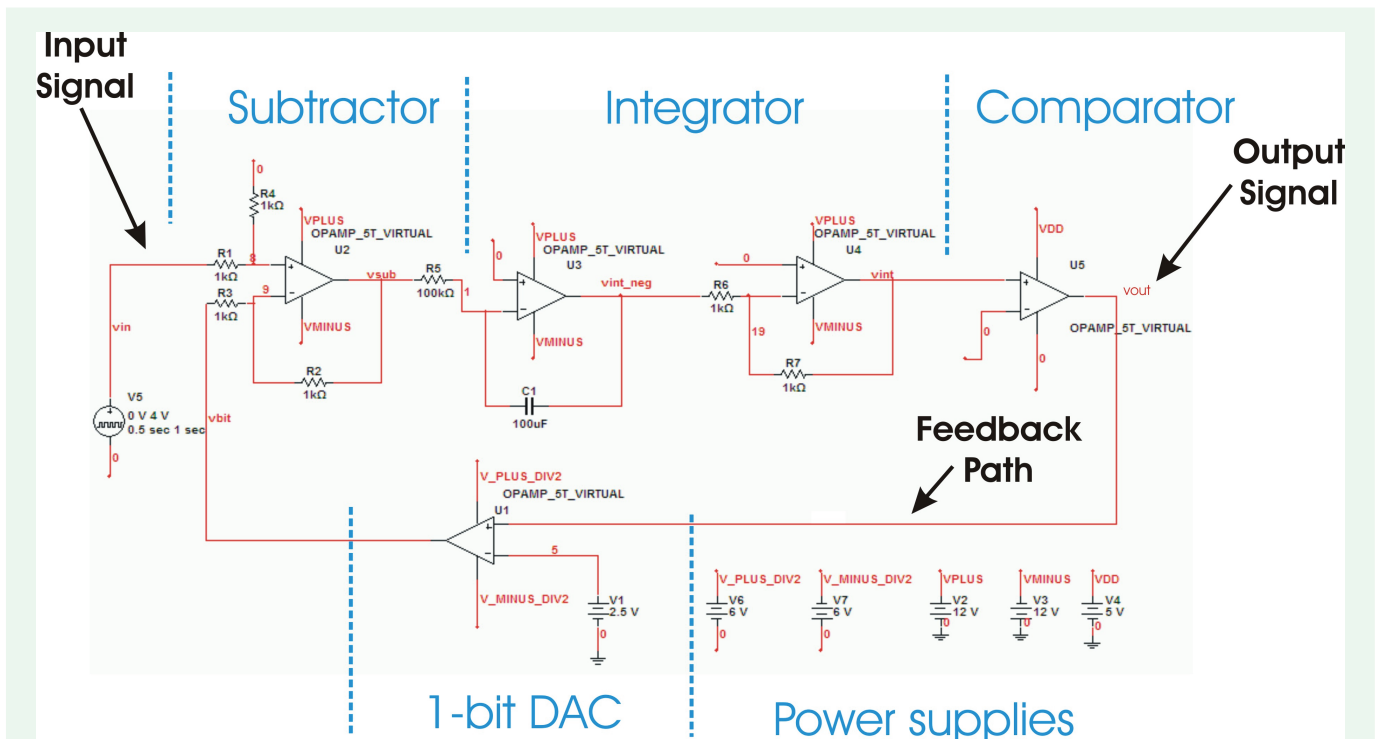 Input
Signal
Subtractor
Integrator
Comparator
Output
Signal
0
R4
1kΩ
VPLUS
OPAMP_5T_VIRTUAL
U2
R1
1kΩ
8
9
R3
1kΩ
vsub
R5
100kΩ
1
VMINUS
R2
1kΩ
vin
V5
0 V 4 V
0.5 sec 1 sec
0
vbit
0
VPLUS
OPAMP_5T_VIRTUAL
U3
vint_neg
VMINUS
C1
100uF
R6
1kΩ
0
VPLUS
OPAMP_5T_VIRTUAL
U4
vint
VMINUS
19
R7
1kΩ
VDD
U5
vout
OPAMP_5T_VIRTUAL
0
0
Feedback
Path
V_PLUS_DIV2
OPAMP_5T_VIRTUAL
U1
5
V_MINUS_DIV2
V1
2.5 V
0
V_PLUS_DIV2
V6
6 V
0
V_MINUS_DIV2
V7
6 V
0
VPLUS
V2
12 V
0
VMINUS
V3
12 V
0
VDD
V4
5 V
0
1-bit DAC
Power supplies